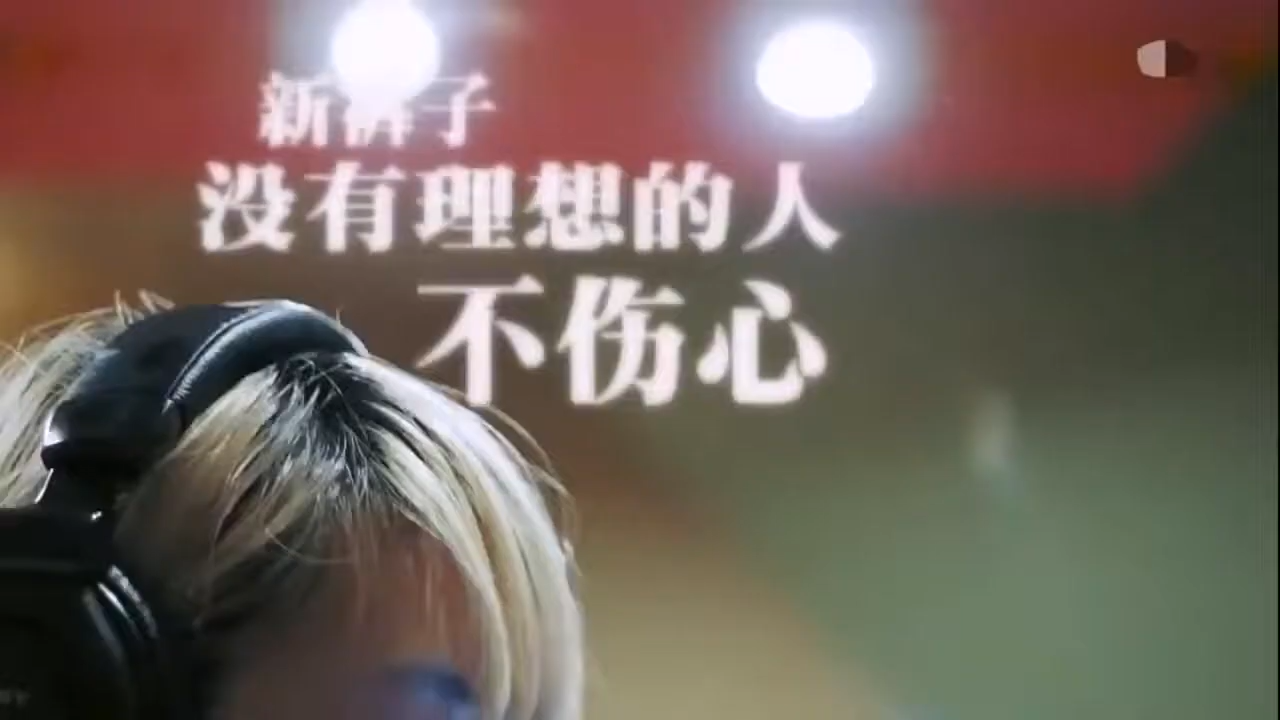 新裤子
没有理想的人
不伤心